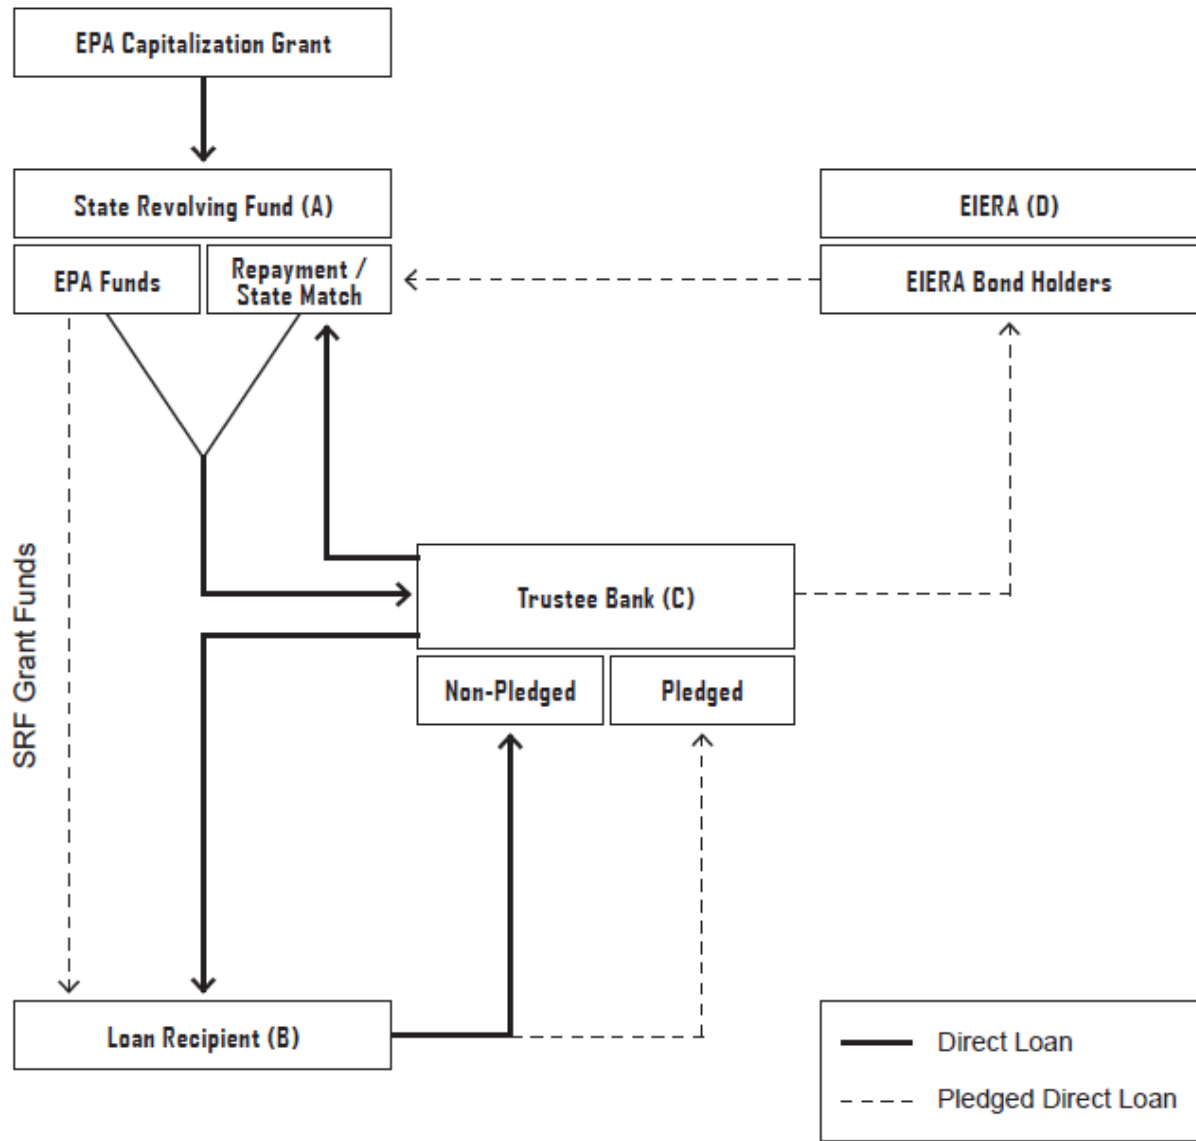 EPA Capitalization Grant
State Revolving Fund (A)
EIERA (D)
EPA Funds
Repayment /
State Match
EIERA Bond Holders
SRF Grant Funds
Trustee Bank (C)
Non-Pledged
Pledged
Loan Recipient (B)
Direct Loan
Pledged Direct Loan